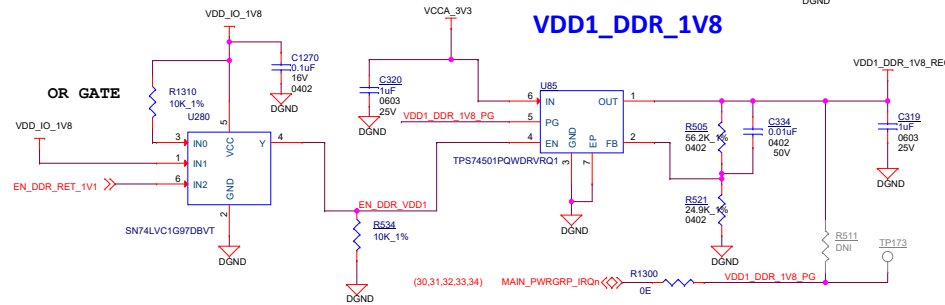 DGND
VDD_IO_1V8
VCCA_3V3
VDD1_DDR_1V8
C1270
0.1uF
16V
0402
DGND
OR GATE
R1310
10K_1%
U280
VDD_IO_1V8
EN_DDR_RET_1V1
3
1
6
IN0
IN1
IN2
5
VCC
GND
2
Y
4
SN74LVC1G97DBVT
DGND
C320
1uF
0603
25V
DGND
VDD1_DDR_1V8_PG
EN_DDR_VDD1
R534
10K_1%
DGND
U85
6
5
4
IN
PG
EN
GND
EP
OUT
FB
1
2
3
7
TPS74501PQWDRVRQ1
DGND
R505
56.2K_1%
0402
C334
0.01uF
0402
50V
R521
24.9K_1%
0402
DGND
VDD1_DDR_1V8_REG
C319
1uF
0603
25V
DGND
R511
DNI
TP173
(30,31,32,33,34)
MAIN_PWRGRP_IRQn
R1300
0E
VDD1_DDR_1V8_PG